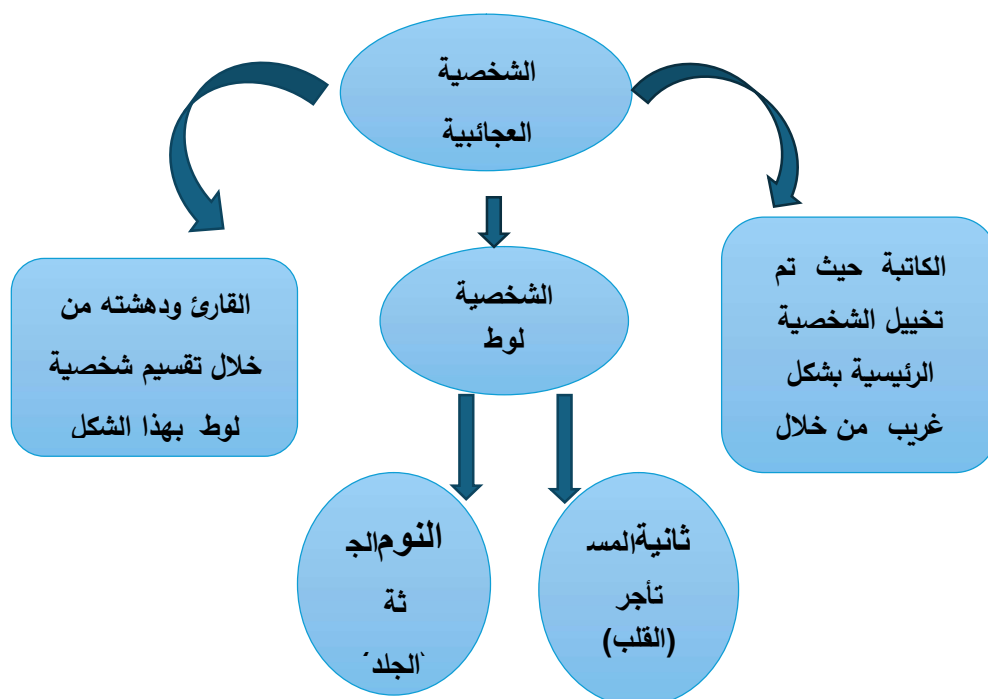 الشخصية
العجائبية
الكاتبة حيث تم
تخييل الشخصية
الرئيسية بشكل
غريب من خلال
الشخصية
لوط
القارئ ودهشته من
خلال تقسيم شخصية
لوط بهذا الشكل
ثانيةالمس
تأجر
(القلب)
النومالج
ثة
الجلد